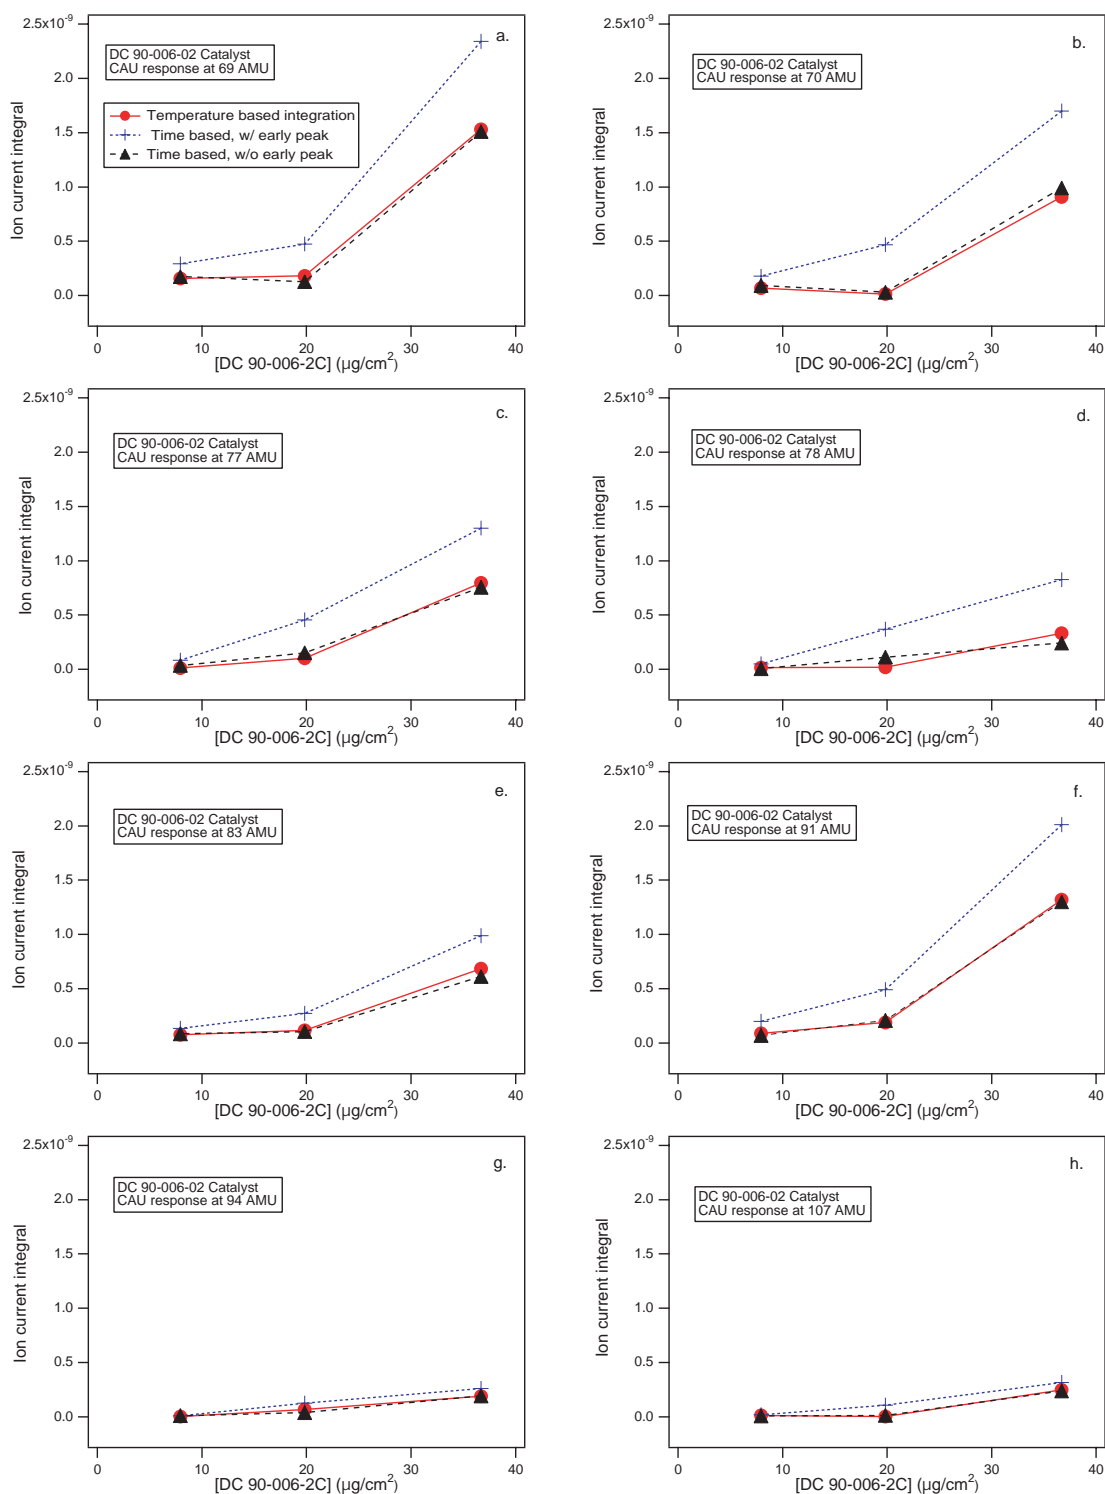 2.5x10-9
2.0
1.5
1.0
0.5
0.0
Ion current integral
a.
DC 90-006-02 Catalyst
CAU response at 69 AMU
Temperature based integration
Time based, w/ early peak
Time based, w/o early peak
0 10 20 30 40
[DC 90-006-2C] (µg/cm2)
2.5x10-9
2.0
1.5
1.0
0.5
0.0
Ion current integral
b.
DC 90-006-02 Catalyst
CAU response at 70 AMU
0 10 20 30 40
[DC 90-006-2C] (µg/cm2)
2.5x10-9
2.0
1.5
1.0
0.5
0.0
Ion current integral
c.
DC 90-006-02 Catalyst
CAU response at 77 AMU
0 10 20 30 40
[DC 90-006-2C] (µg/cm2)
2.5x10-9
2.0
1.5
1.0
0.5
0.0
Ion current integral
d.
DC 90-006-02 Catalyst
CAU response at 78 AMU
0 10 20 30 40
[DC 90-006-2C] (µg/cm2)
2.5x10-9
2.0
1.5
1.0
0.5
0.0
Ion current integral
e.
DC 90-006-02 Catalyst
CAU response at 83 AMU
0 10 20 30 40
[DC 90-006-2C] (µg/cm2)
2.5x10-9
2.0
1.5
1.0
0.5
0.0
Ion current integral
f.
DC 90-006-02 Catalyst
CAU response at 91 AMU
0 10 20 30 40
[DC 90-006-2C] (µg/cm2)
2.5x10-9
2.0
1.5
1.0
0.5
0.0
Ion current integral
g.
DC 90-006-02 Catalyst
CAU response at 94 AMU
0 10 20 30 40
[DC 90-006-2C] (µg/cm2)
2.5x10-9
2.0
1.5
1.0
0.5
0.0
Ion current integral
h.
DC 90-006-02 Catalyst
CAU response at 107 AMU
0 10 20 30 40
[DC 90-006-2C] (µg/cm2)